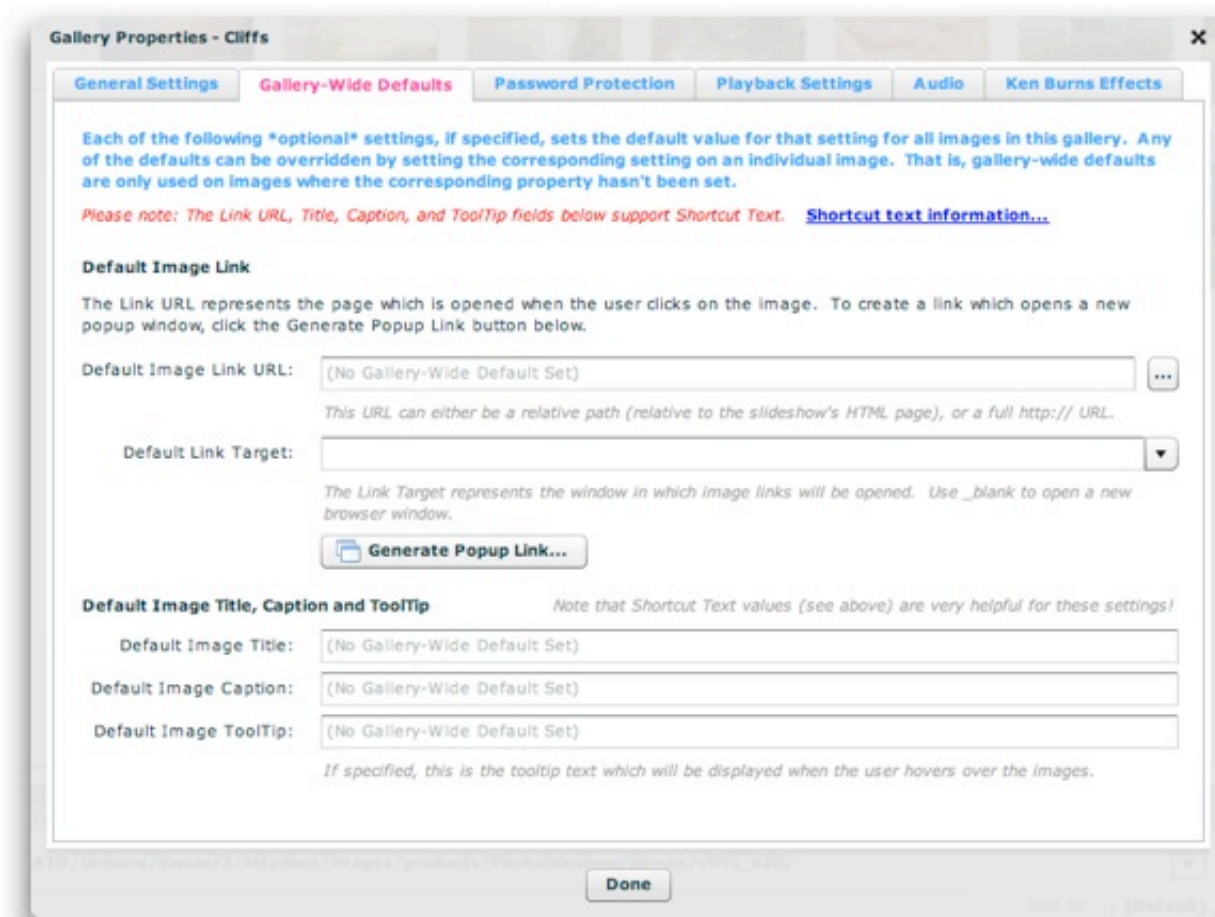 Gallery Properties - Cliffs
General Settings
Gallery-Wide Defaults
Password Protection
Playback Settings
Audio
Ken Burns Effects
Each of the following *optional* settings, if specified, sets the default value for that setting for all images in this gallery. Any
of the defaults can be overridden by setting the corresponding setting on an individual image. That is, gallery-wide defaults
are only used on images where the corresponding property hasn't been set.
Please note: The Link URL, Title, Caption, and ToolTip fields below support Shortcut Text. Shortcut text information...
Default Image Link
The Link URL represents the page which is opened when the user clicks on the image. To create a link which opens a new
popup window, click the Generate Popup Link button below.
Default Image Link URL: (No Gallery-Wide Default Set) ...
This URL can either be a relative path (relative to the slideshow's HTML page), or a full http:// URL.
Default Link Target:
The Link Target represents the window in which image links will be opened. Use _blank to open a new
browser window.
Generate Popup Link...
Default Image Title, Caption and ToolTip Note that Shortcut Text values (see above) are very helpful for these settings!
Default Image Title: (No Gallery-Wide Default Set)
Default Image Caption: (No Gallery-Wide Default Set)
Default Image ToolTip: (No Gallery-Wide Default Set)
If specified, this is the tooltip text which will be displayed when the user hovers over the images.
Done
(Default)